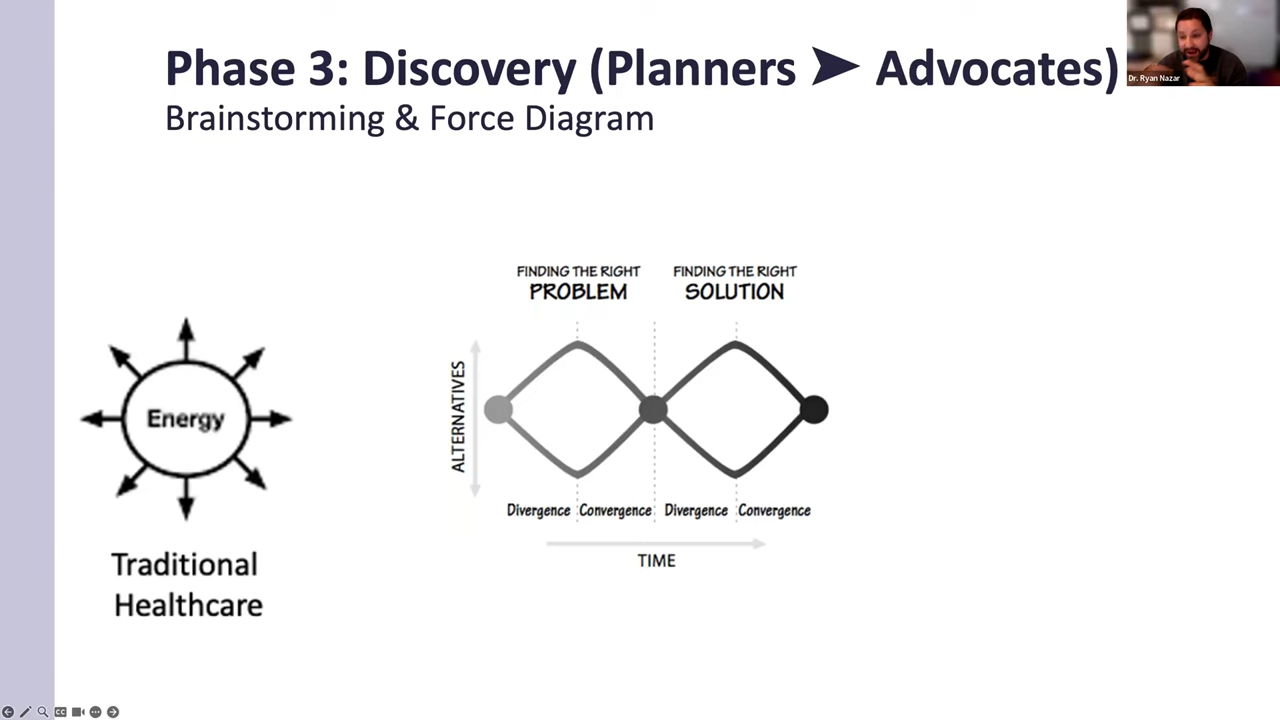 Phase 3: Discovery (Planners ➤ Advocates)
Brainstorming & Force Diagram
Dr. Ryan Nazar
FINDING THE RIGHT
PROBLEM
FINDING THE RIGHT
SOLUTION
Energy
ALTERNATIVES
Divergence
Convergence
Divergence
Convergence
TIME
Traditional
Healthcare
CC